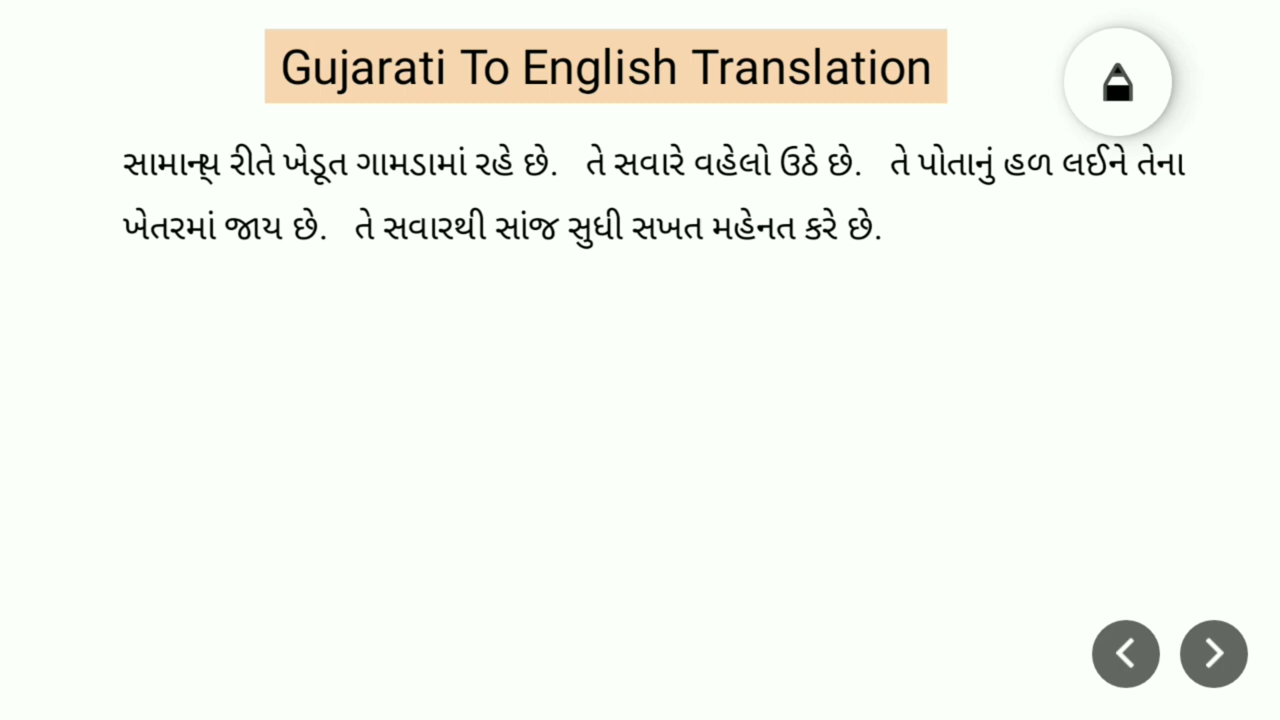 Gujarati To English Translation
સામાન્ય્ રીતે ખેડૂત ગામડામાં રહે છે. તે સવારે વહેલો ઉઠે છે. તે પોતાનું હળ લઈને તેના
ખેતરમાં જાય છે. તે સવારથી સાંજ સુધી સખત મહેનત કરે છે.